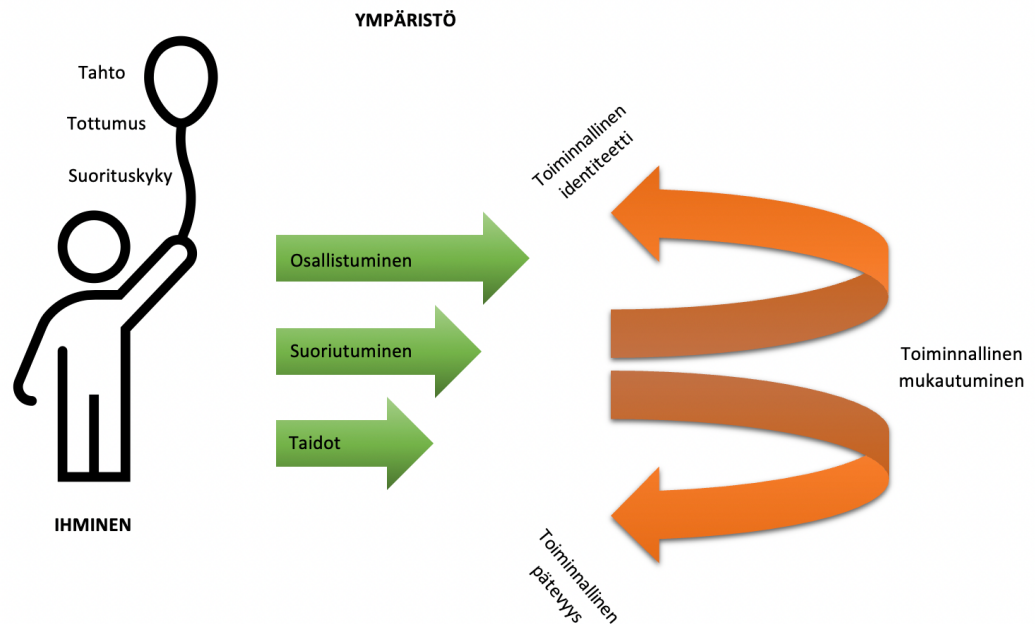 YMPÄRISTÖ
Tahto
Tottumus
Suorituskyky
IHMINEN
Osallistuminen
Suoriutuminen
Taidot
Toiminnallinen
identiteetti
Toiminnallinen
mukautuminen
Toiminnallinen
pätevyys